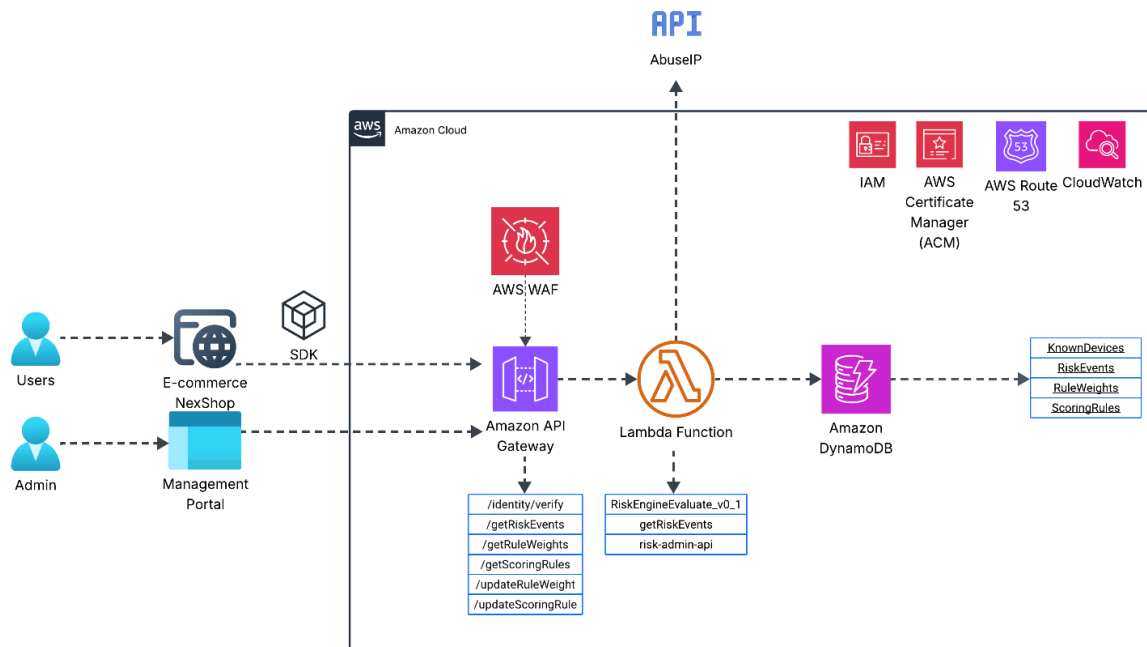 API
AbuseIP
aws
Amazon Cloud
IAM
AWS
Certificate
Manager
(ACM)
53
AWS Route
53
CloudWatch
AWS WAF
SDK
Users
E-commerce
NexShop
</>
Amazon API
Gateway
Lambda Function
Amazon
DynamoDB
KnownDevices
RiskEvents
RuleWeights
ScoringRules
Admin
Management
Portal
/identity/verify
/getRiskEvents
/getRuleWeights
/getScoringRules
/updateRuleWeight
/updateScoringRule
RiskEngineEvaluate_v0_1
getRiskEvents
risk-admin-api